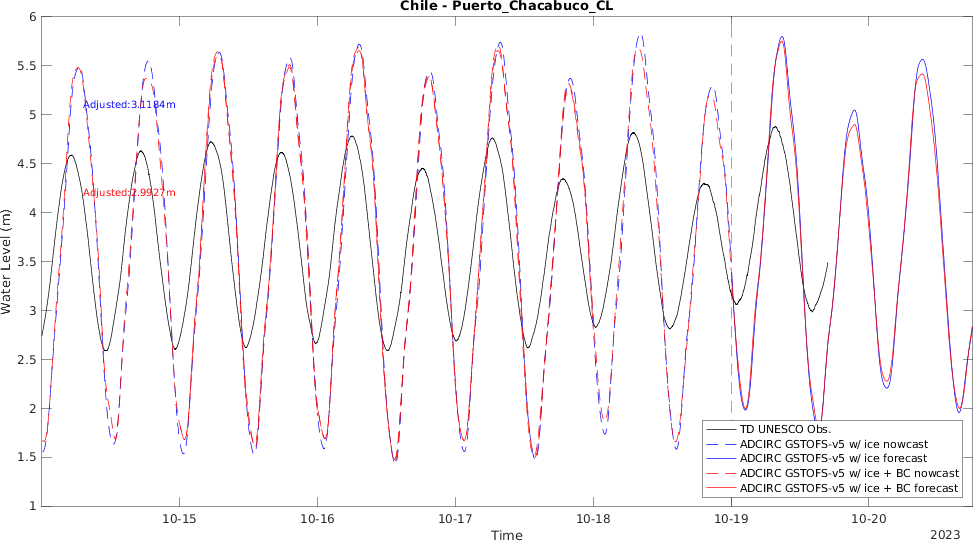 Chile - Puerto_Chacabuco_CL
6
5.5
5
4.5
4
3.5
3
2.5
2
1.5
1
Water Level (m)
Adjusted:3.1184m
Adjusted:2.9927m
TD UNESCO Obs.
ADCIRC GSTOFS-v5 w/ ice nowcast
ADCIRC GSTOFS-v5 w/ ice forecast
ADCIRC GSTOFS-v5 w/ ice + BC nowcast
ADCIRC GSTOFS-v5 w/ ice + BC forecast
10-15 10-16 10-17 10-18 10-19 10-20
Time
2023